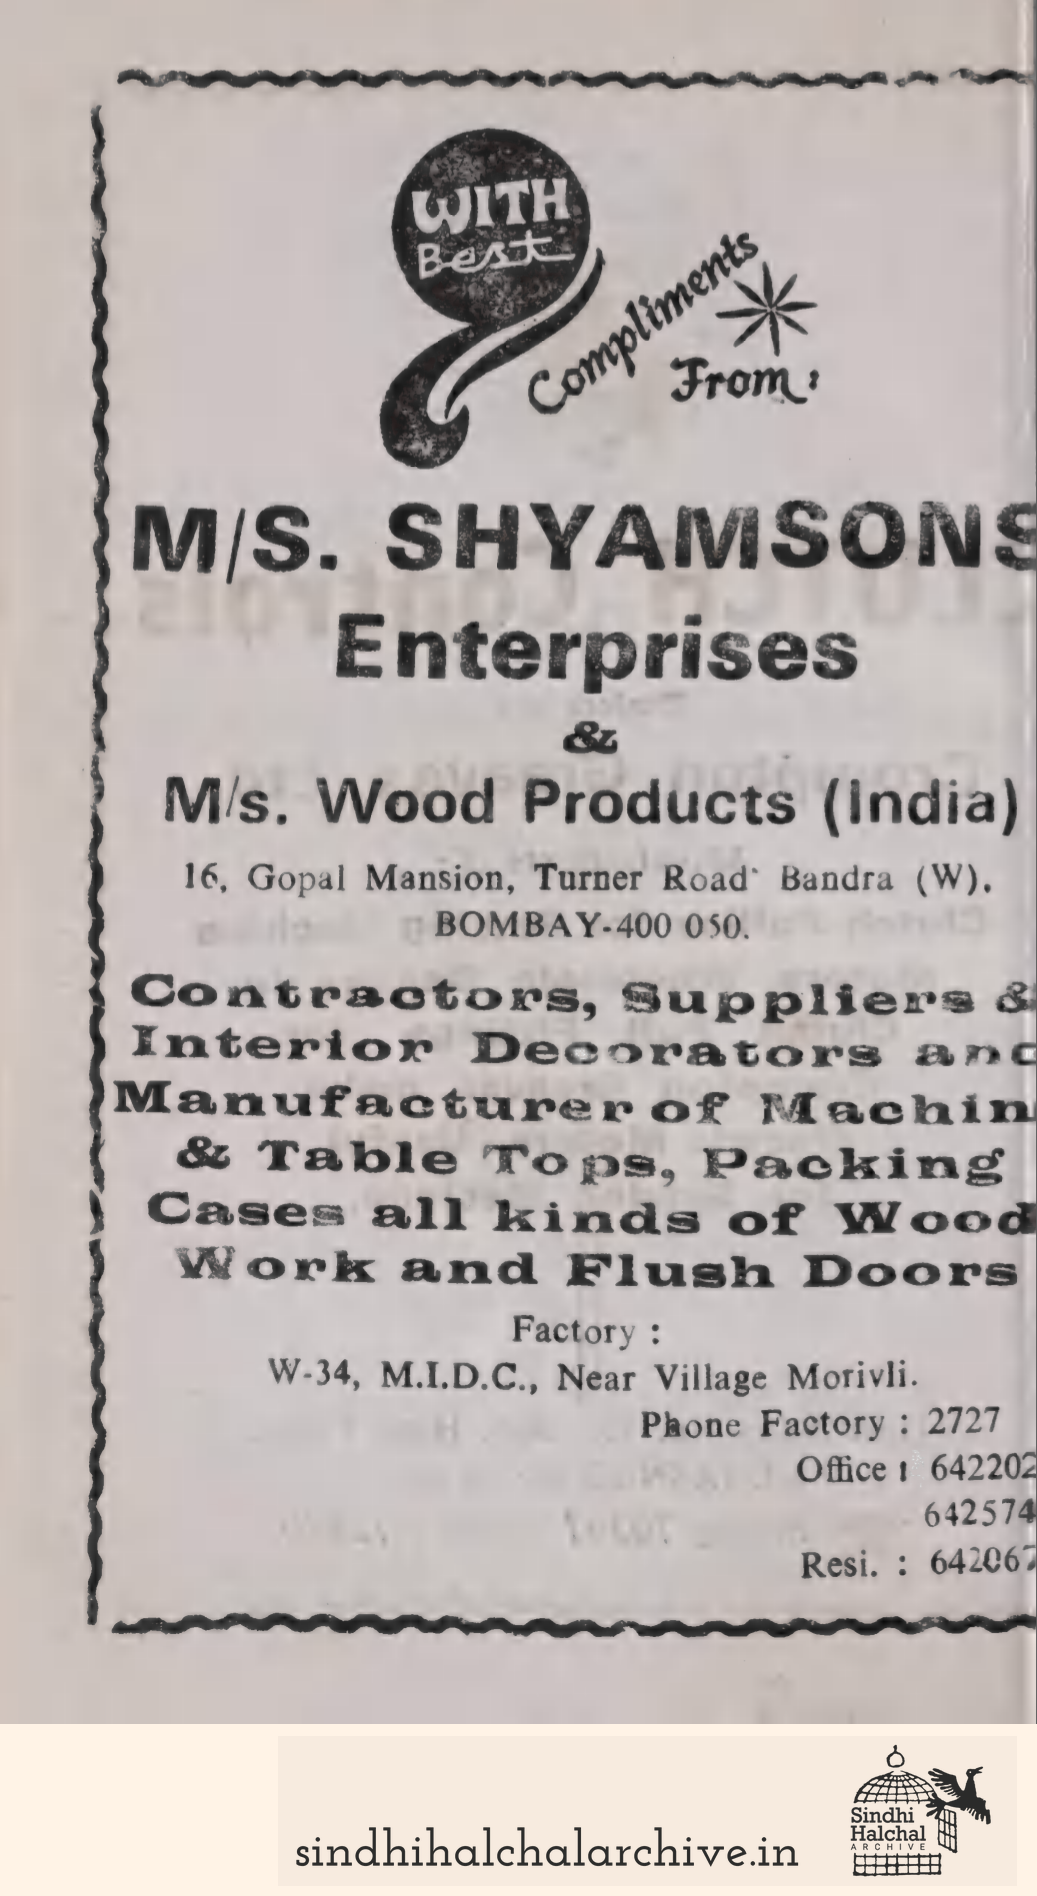 WITH
Best
Compliments
From:
M/S. SHYAMSONS
Enterprises
&
M/s. Wood Products (India)
16, Gopal Mansion, Turner Road Bandra (W),
BOMBAY-400 050.
Contractors, Suppliers &
Interior Decorators and
Manufacturer of Machin
& Table Tops, Packing
Cases all kinds of Wood
Work and Flush Doors
Factory :
W-34, M.I.D.C., Near Village Morivli.
Phone Factory : 2727
Office : 642202
642574
Resi. : 642067
sindhihalchalarchive.in
Sindhi
Halchal
ARCHIVE